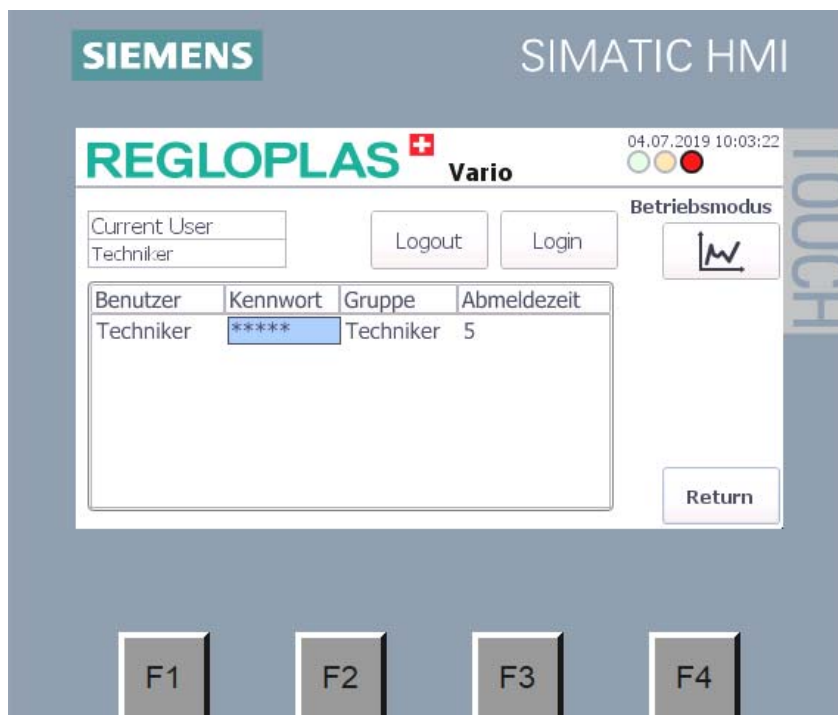 SIEMENS
SIMATIC HMI
TOUCH
REGLOPLAS Vario
04.07.2019 10:03:22
Betriebsmodus
Current User
Techniker
Logout
Login
Benutzer Kennwort Gruppe Abmeldezeit
Techniker ***** Techniker 5
Return
F1 F2 F3 F4